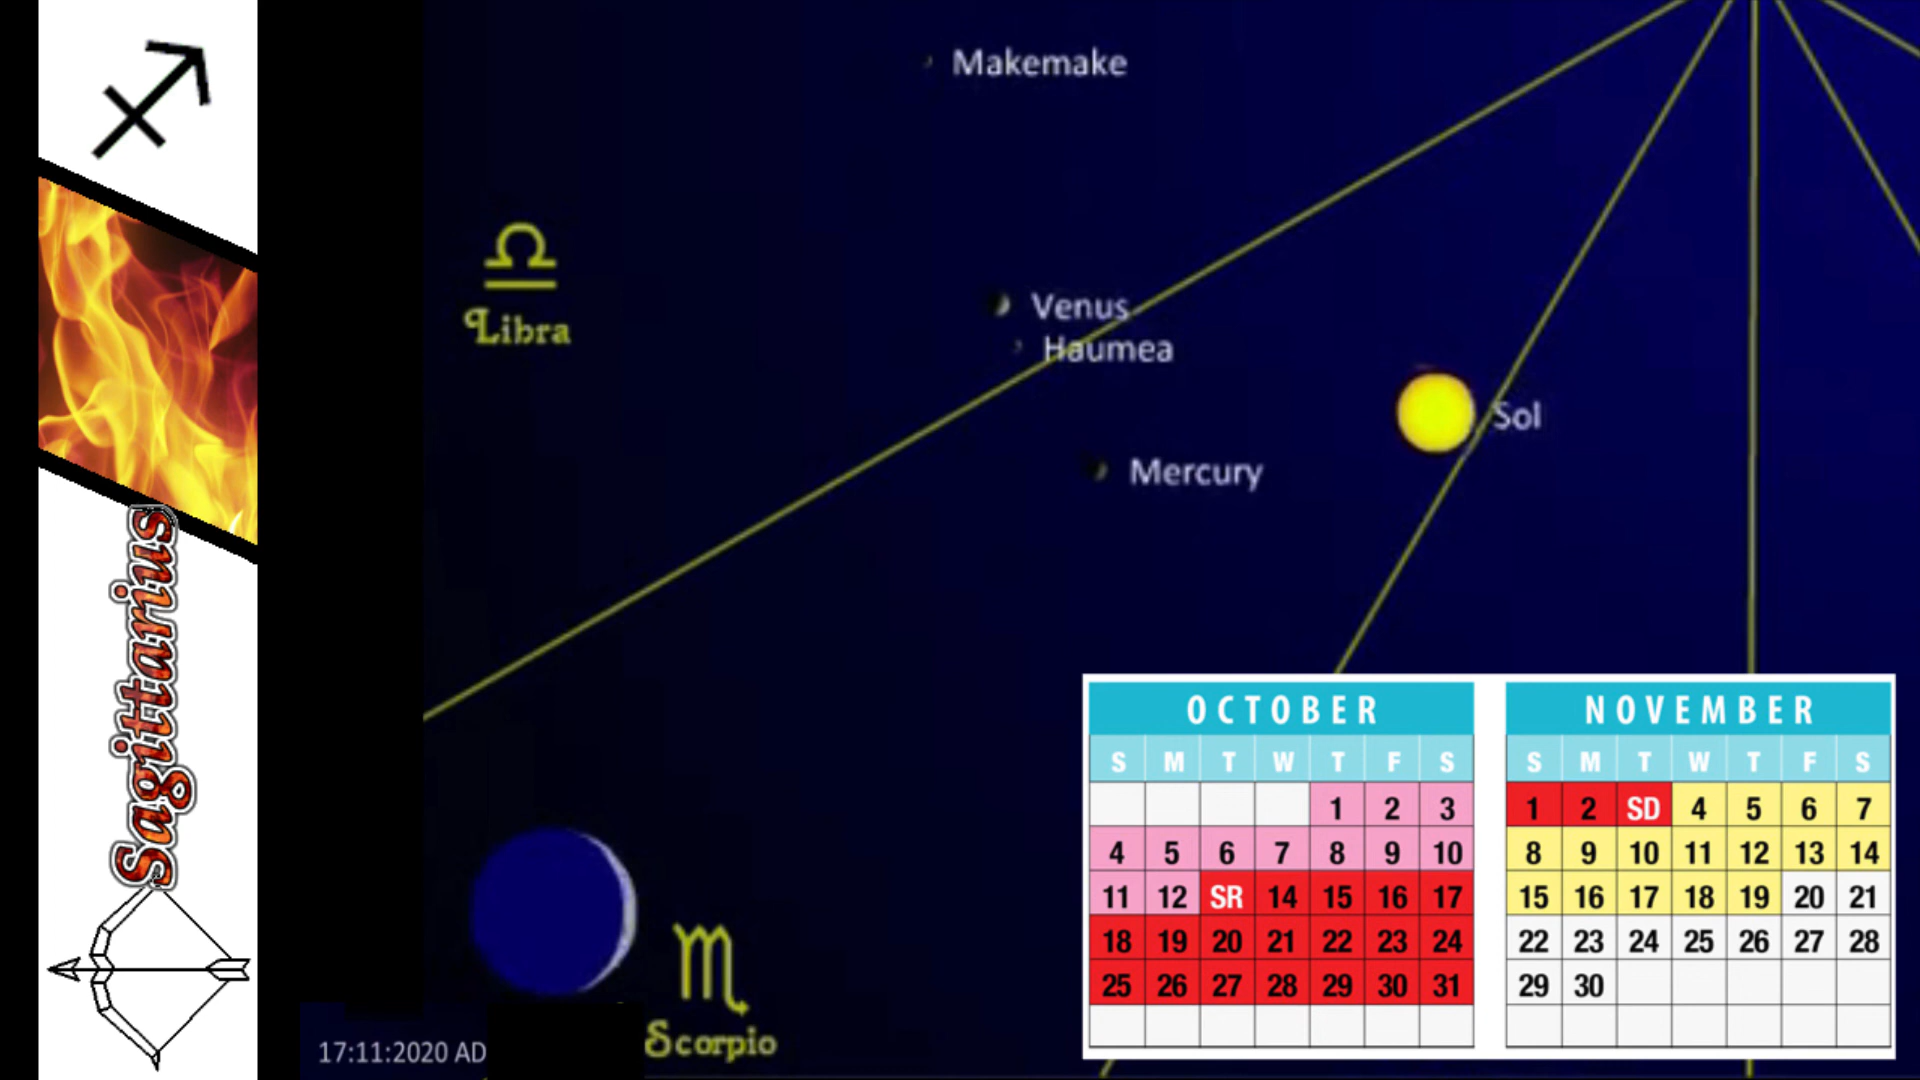 Sagittarius
Makemake
♎
Libra
Venus
Haumea
Sol
Mercury
♏
Scorpio
17:11:2020 AD
OCTOBER
S M T W T F S
1 2 3
4 5 6 7 8 9 10
11 12 SR 14 15 16 17
18 19 20 21 22 23 24
25 26 27 28 29 30 31
NOVEMBER
S M T W T F S
1 2 SD 4 5 6 7
8 9 10 11 12 13 14
15 16 17 18 19 20 21
22 23 24 25 26 27 28
29 30